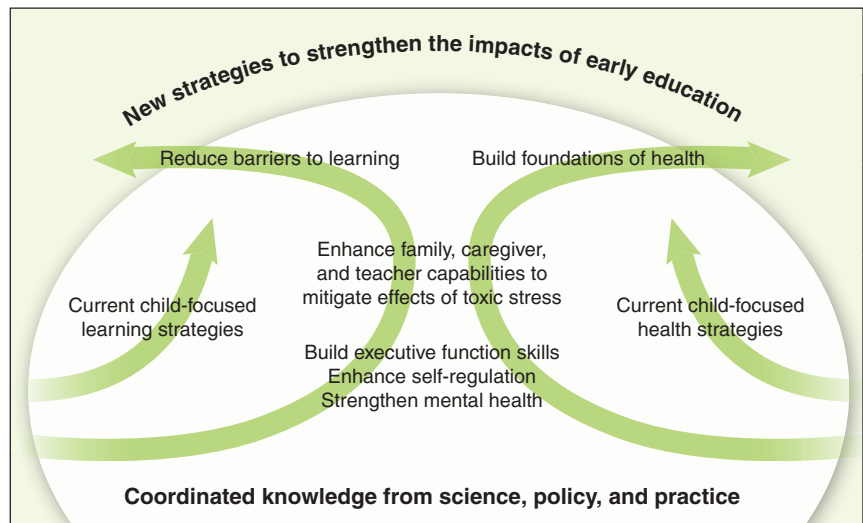 New strategies to strengthen the impacts of early education
Reduce barriers to learning
Build foundations of health
Enhance family, caregiver,
and teacher capabilities to
mitigate effects of toxic stress
Current child-focused
learning strategies
Current child-focused
health strategies
Build executive function skills
Enhance self-regulation
Strengthen mental health
Coordinated knowledge from science, policy, and practice